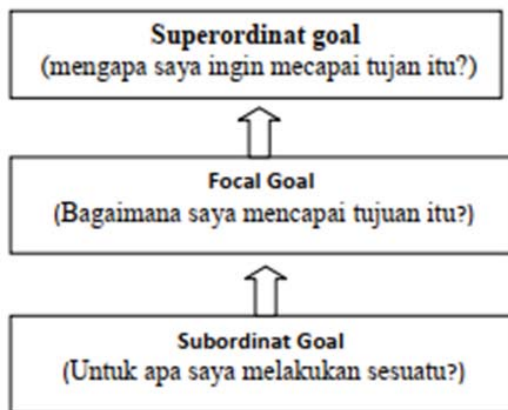 Superordinat goal
(mengapa saya ingin mecapai tujan itu?)
Focal Goal
(Bagaimana saya mencapai tujuan itu?)
Subordinat Goal
(Untuk apa saya melakukan sesuatu?)